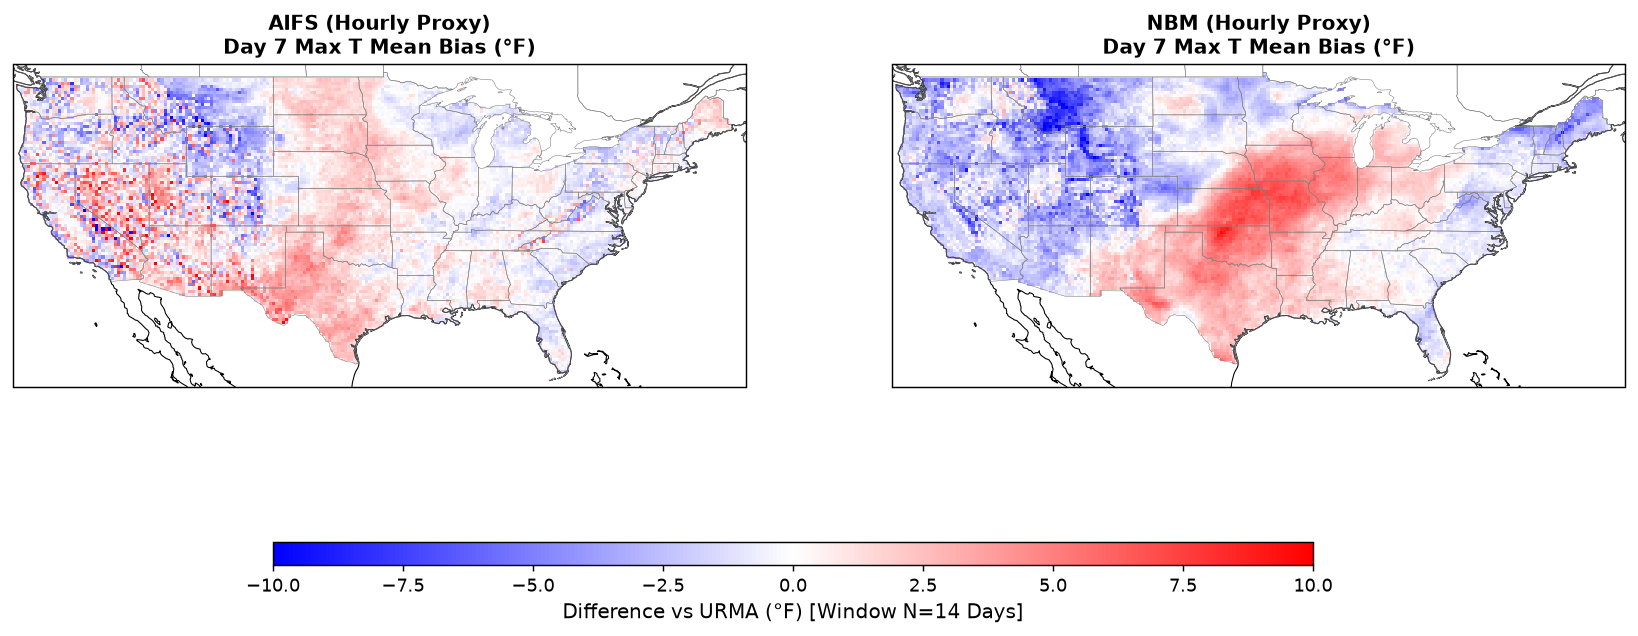 AIFS (Hourly Proxy)
Day 7 Max T Mean Bias (°F)
NBM (Hourly Proxy)
Day 7 Max T Mean Bias (°F)
−10.0 −7.5 −5.0 −2.5 0.0 2.5 5.0 7.5 10.0
Difference vs URMA (°F) [Window N=14 Days]